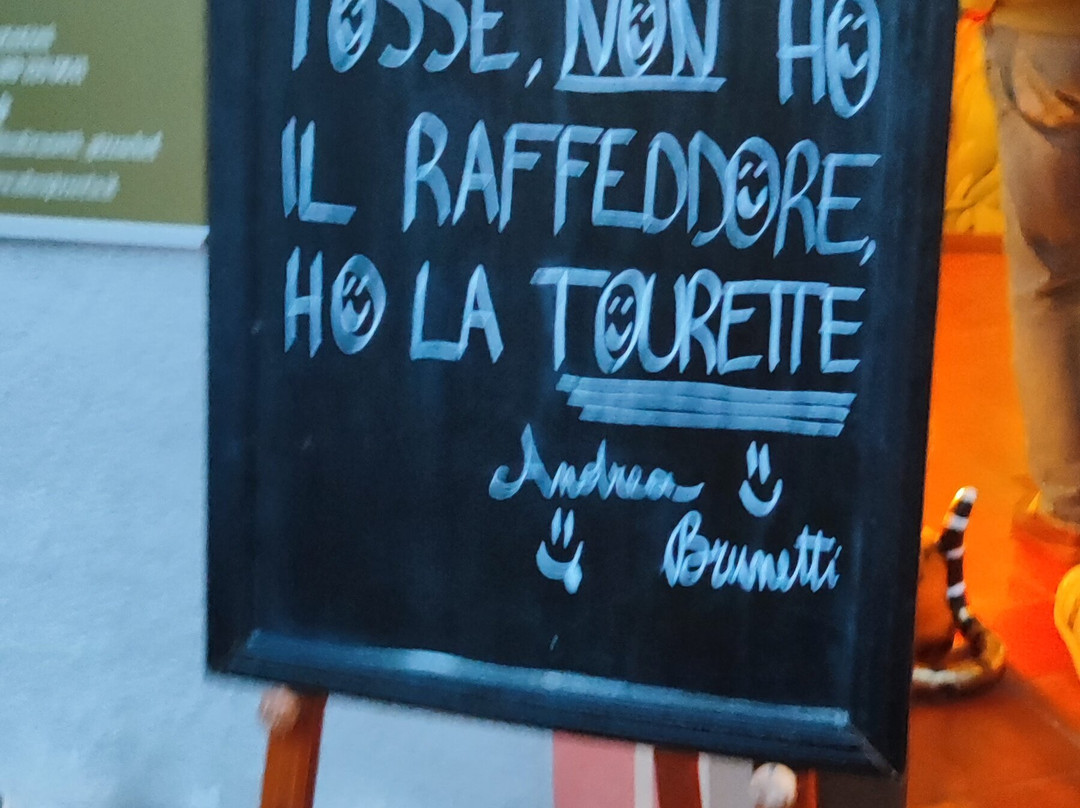 TOSSE, NON HO
IL RAFFEDDORE,
HO LA TOURETTE
Andrea
Brunetti